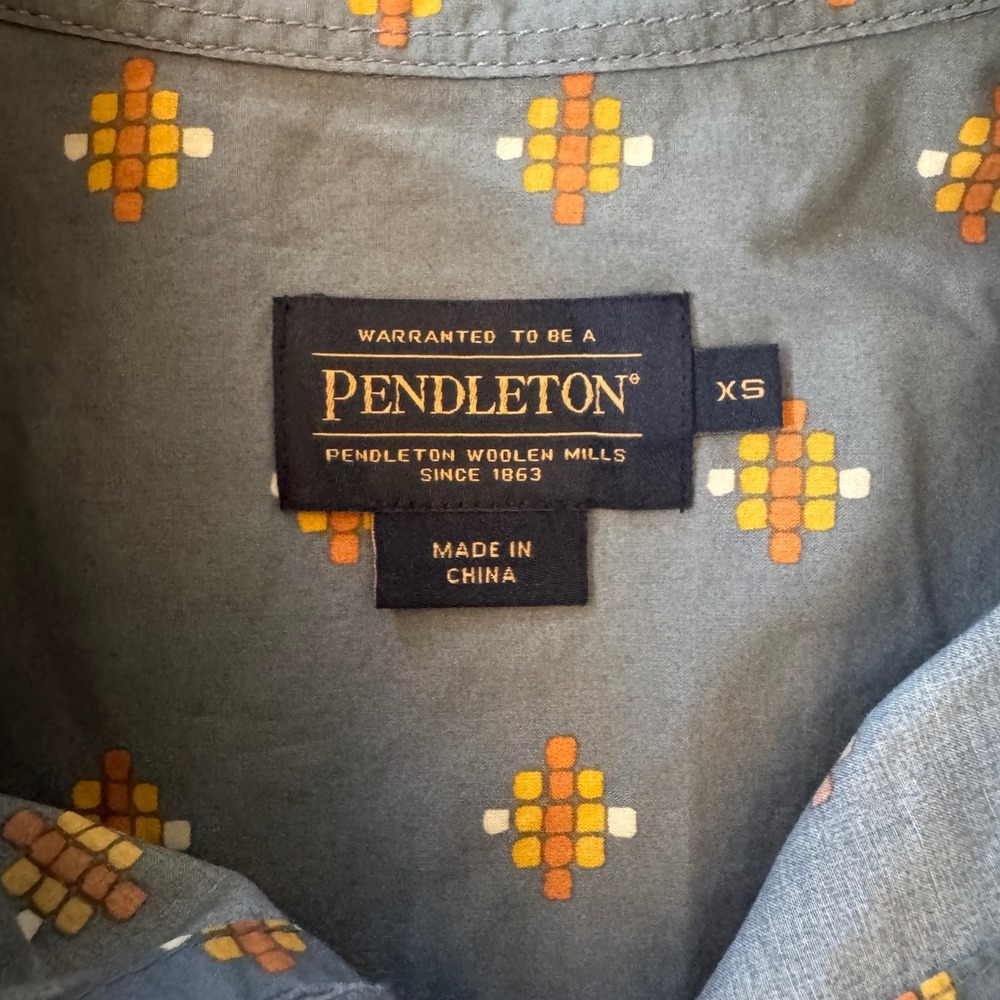 WARRANTED TO BE A
PENDLETON®
XS
PENDLETON WOOLEN MILLS
SINCE 1863
MADE IN
CHINA